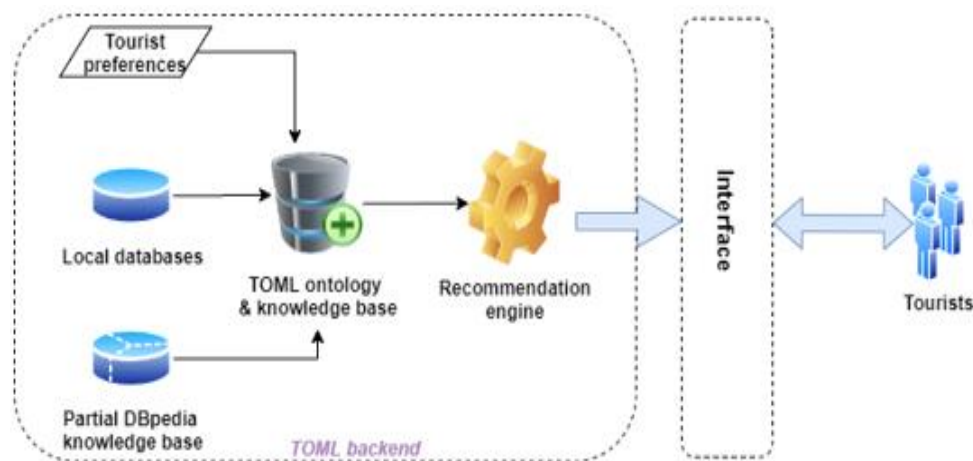 Tourist
preferences
Local databases
TOML ontology
& knowledge base
Recommendation
engine
Partial DBpedia
knowledge base
TOML backend
Interface
Tourists